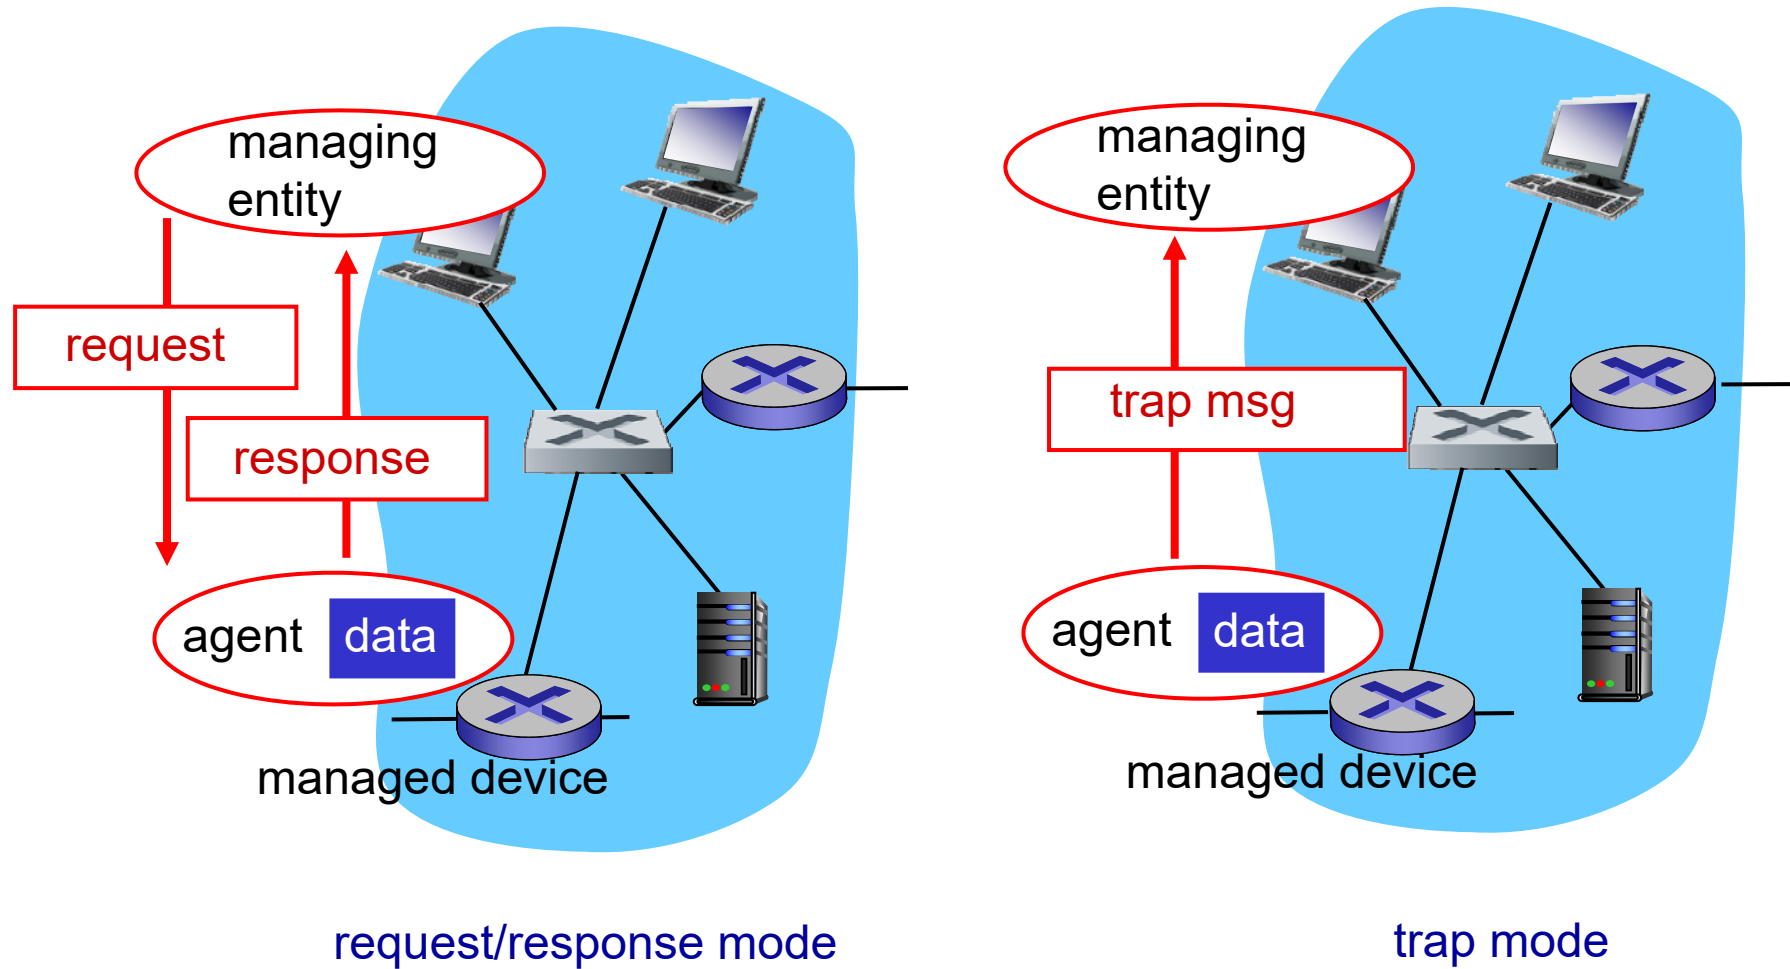 managing
entity
request
response
agent
data
managed device
request/response mode
managing
entity
trap msg
agent
data
managed device
trap mode